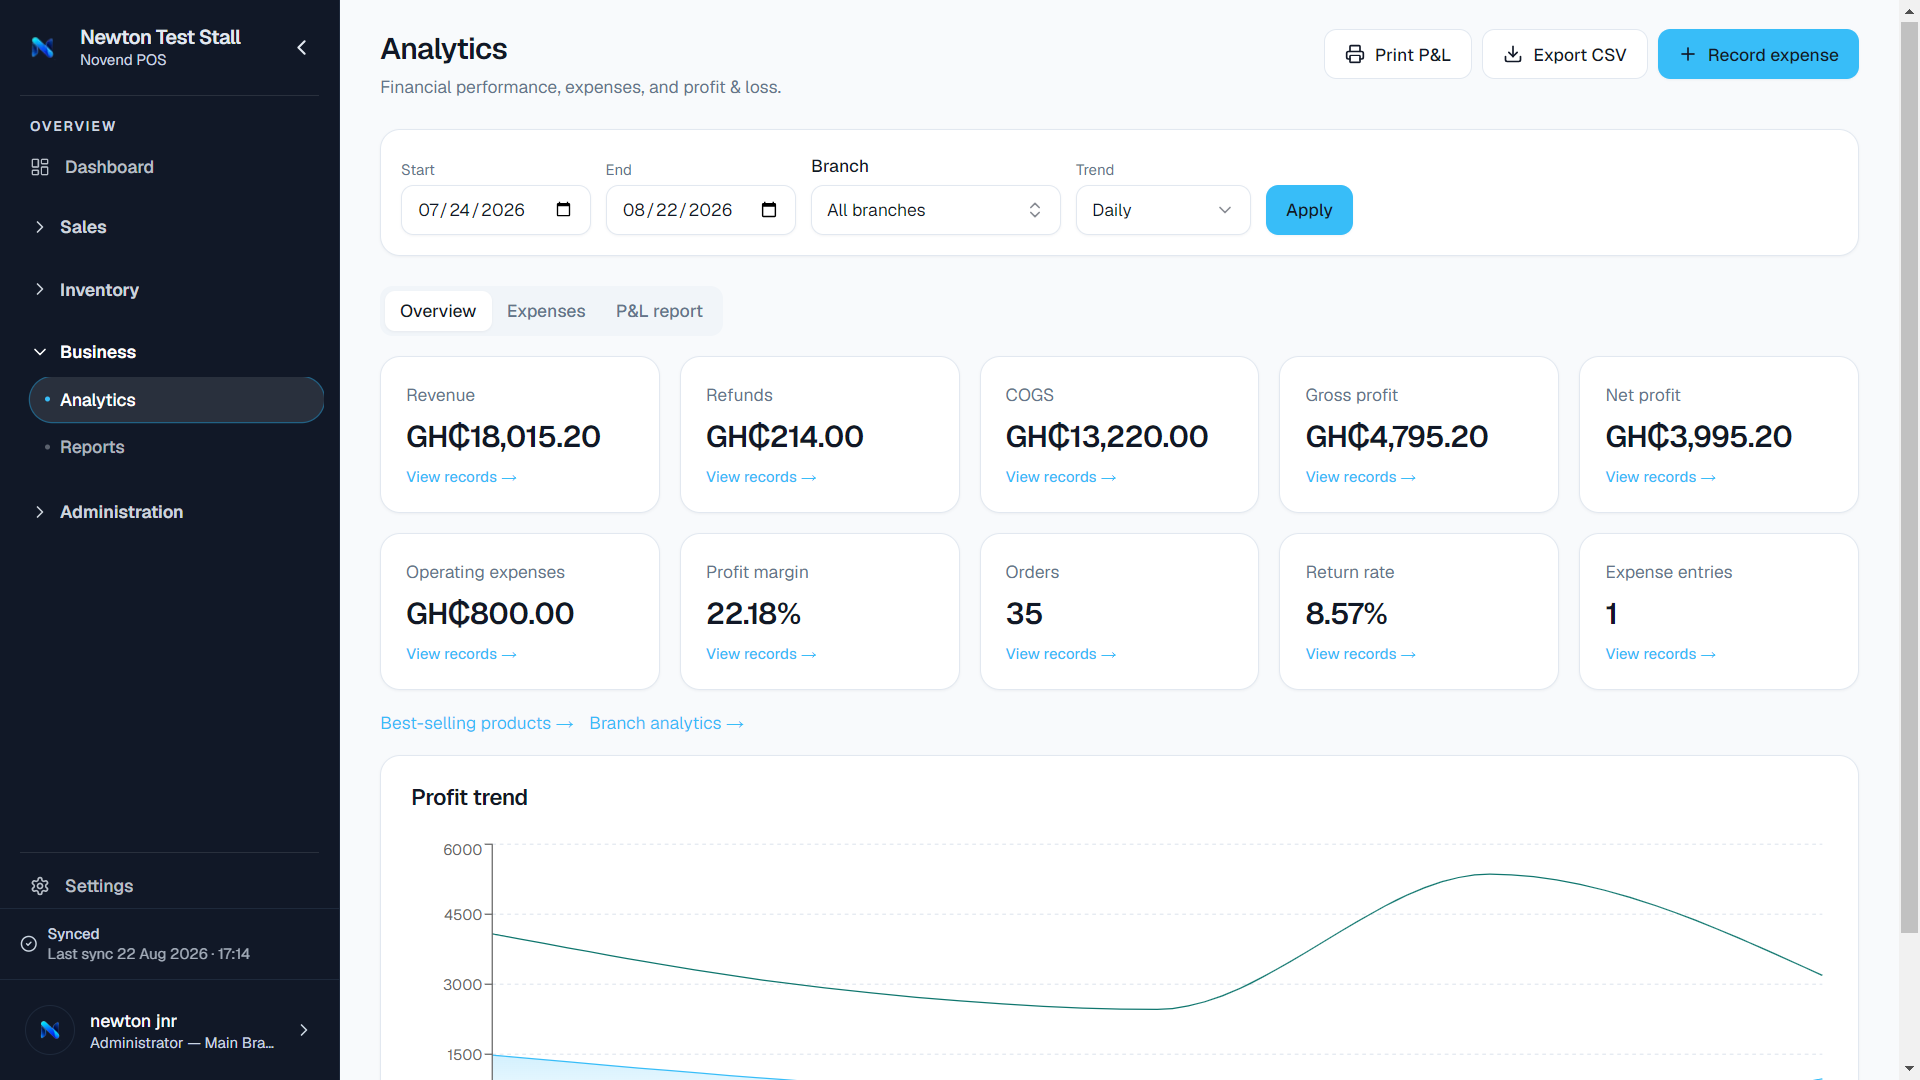 Newton Test Stall
Novend POS
OVERVIEW
Dashboard
Sales
Inventory
Business
Analytics
Reports
Administration
Settings
Synced
Last sync 22 Aug 2026 · 17:14
newton jnr
Administrator — Main Bra...
Analytics
Financial performance, expenses, and profit & loss.
Print P&L
Export CSV
+ Record expense
Start
07/24/2026
End
08/22/2026
Branch
All branches
Trend
Daily
Apply
Overview
Expenses
P&L report
Revenue
GH₵18,015.20
View records →
Refunds
GH₵214.00
View records →
COGS
GH₵13,220.00
View records →
Gross profit
GH₵4,795.20
View records →
Net profit
GH₵3,995.20
View records →
Operating expenses
GH₵800.00
View records →
Profit margin
22.18%
View records →
Orders
35
View records →
Return rate
8.57%
View records →
Expense entries
1
View records →
Best-selling products →
Branch analytics →
Profit trend
6000
4500
3000
1500